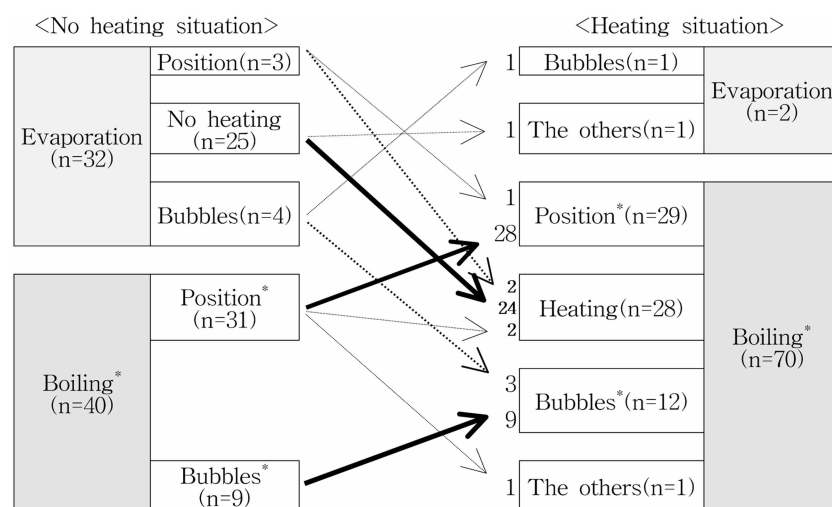 <No heating situation>
<Heating situation>
Evaporation
(n=32)
Position(n=3)
No heating
(n=25)
Bubbles(n=4)
Boiling*
(n=40)
Position*
(n=31)
Bubbles*
(n=9)
1
1
1
28
2
24
2
3
9
1
Bubbles(n=1)
The others(n=1)
Evaporation
(n=2)
Position*(n=29)
Heating(n=28)
Bubbles*(n=12)
The others(n=1)
Boiling*
(n=70)